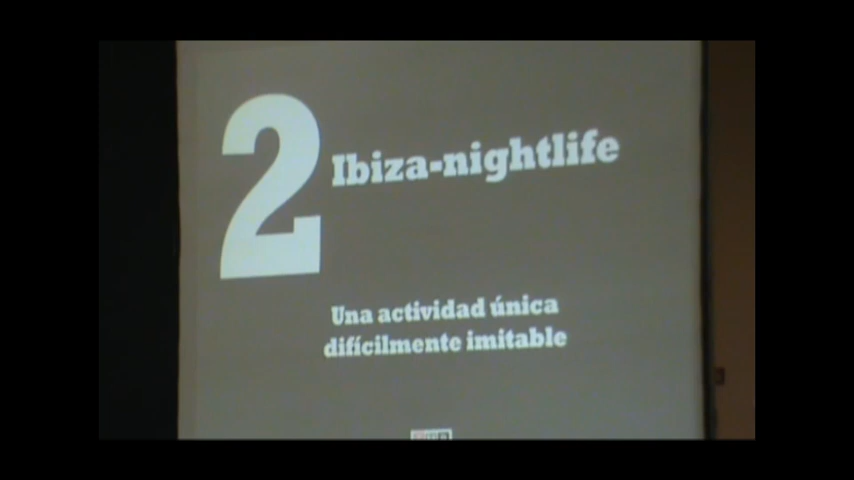 2
Ibiza-nightlife
Una actividad única
difícilmente imitable